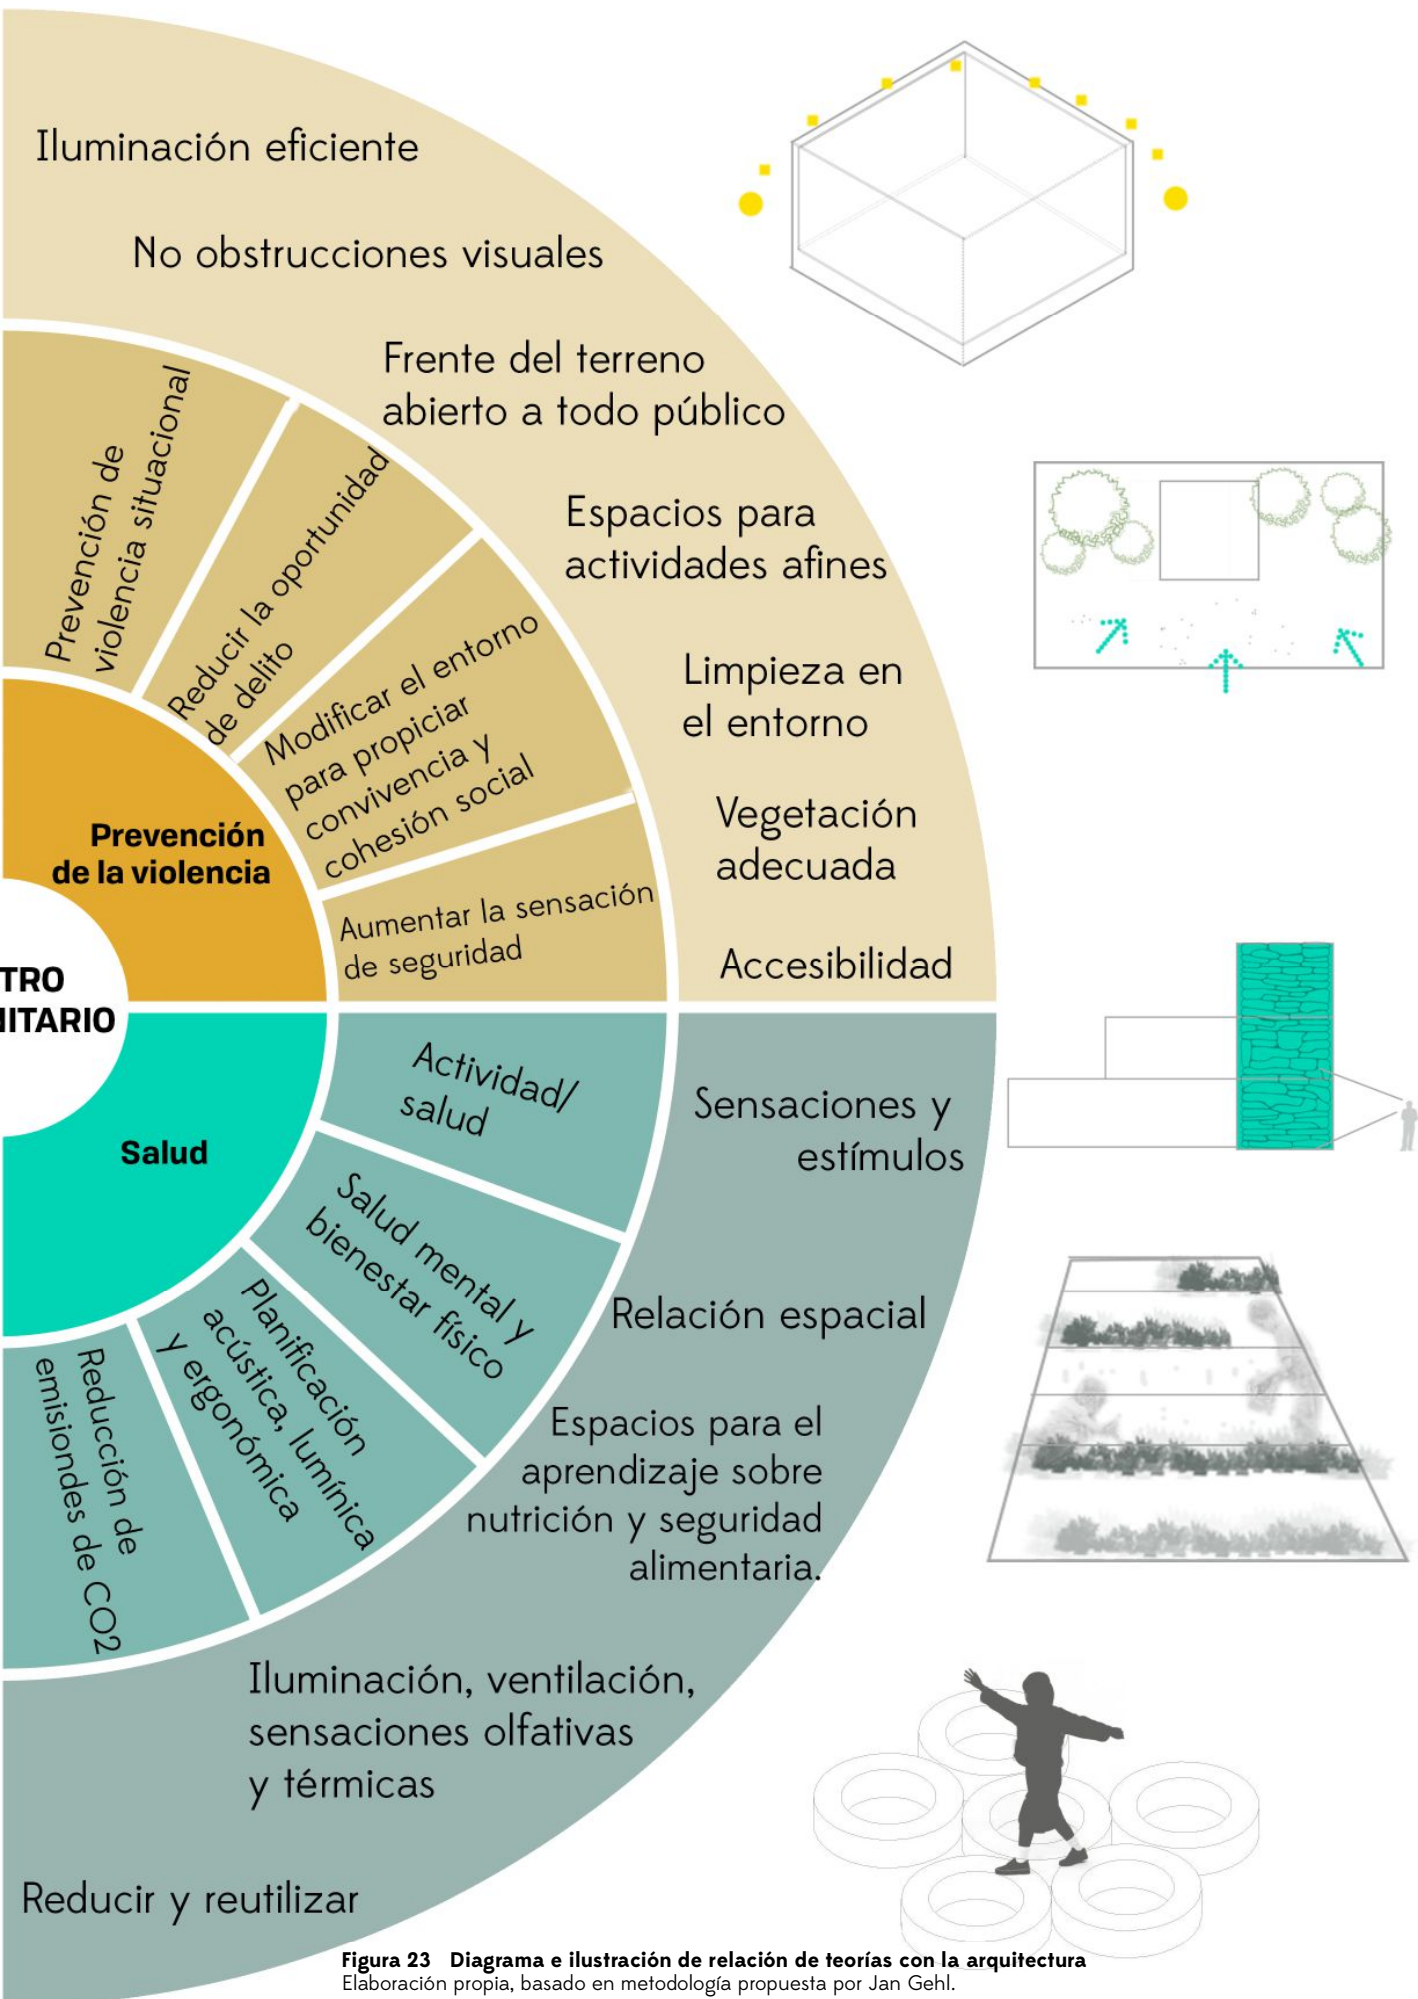 Iluminación eficiente
No obstrucciones visuales
Frente del terreno
abierto a todo público
Espacios para
actividades afines
Limpieza en
el entorno
Vegetación
adecuada
Accesibilidad
Prevención de
violencia situacional
Reducir la oportunidad
de delito
Modificar el entorno
para propiciar
convivencia y
cohesión social
Aumentar la sensación
de seguridad
Prevención
de la violencia
TRO
NITARIO
Salud
Actividad/
salud
Salud mental y
bienestar físico
Planificación
acústica, lumínica
y ergonómica
Reducción de
emisiondes de CO2
Sensaciones y
estímulos
Relación espacial
Espacios para el
aprendizaje sobre
nutrición y seguridad
alimentaria.
Iluminación, ventilación,
sensaciones olfativas
y térmicas
Reducir y reutilizar
Figura 23 Diagrama e ilustración de relación de teorías con la arquitectura
Elaboración propia, basado en metodología propuesta por Jan Gehl.